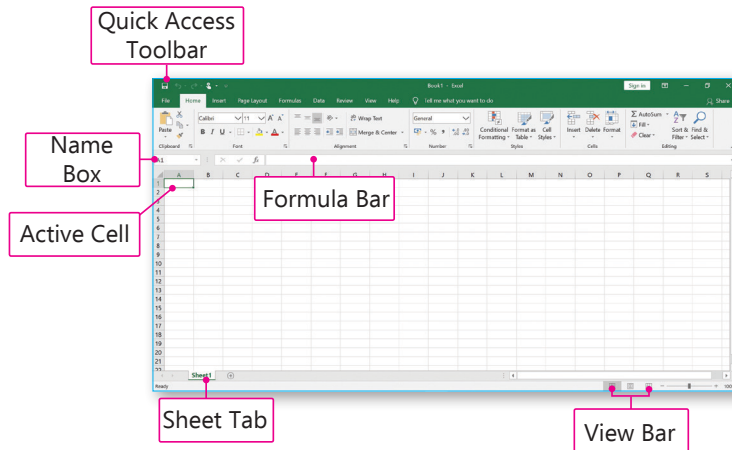 Quick Access
Toolbar
Book1 - Excel
Sign in
File Home Insert Page Layout Formulas Data Review View Help Tell me what you want to do Share
Paste
Calibri 11 A A
B I U A
Wrap Text
Merge & Center
General
% ,
Conditional Formatting
Format as Table
Cell Styles
Insert Delete Format
AutoSum
Fill
Clear
Sort & Filter
Find & Select
Clipboard Font Alignment Number Styles Cells Editing
Name
Box
A1 fx
A B C D E F G H I J K L M N O P Q R S
Formula Bar
Active Cell
1
2
3
4
5
6
7
8
9
10
11
12
13
14
15
16
17
18
19
20
21
22
Sheet1
Ready
100
Sheet Tab
View Bar